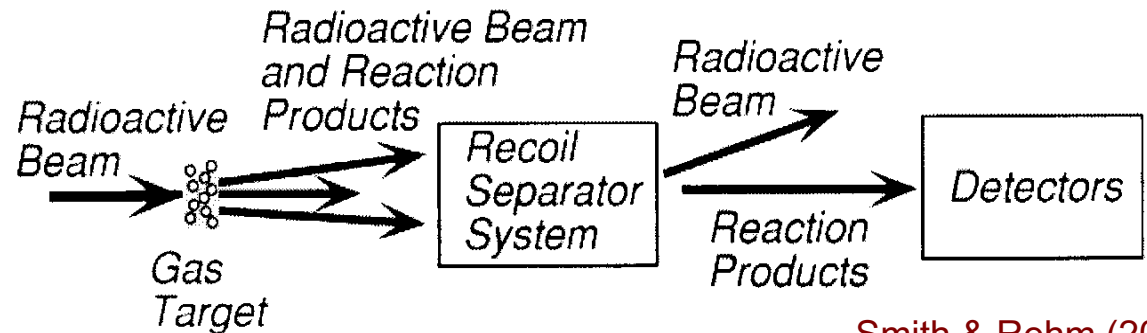 Radioactive
Beam
Gas
Target
Radioactive Beam
and Reaction
Products
Recoil
Separator
System
Radioactive
Beam
Reaction
Products
Detectors
Smith & Rehm